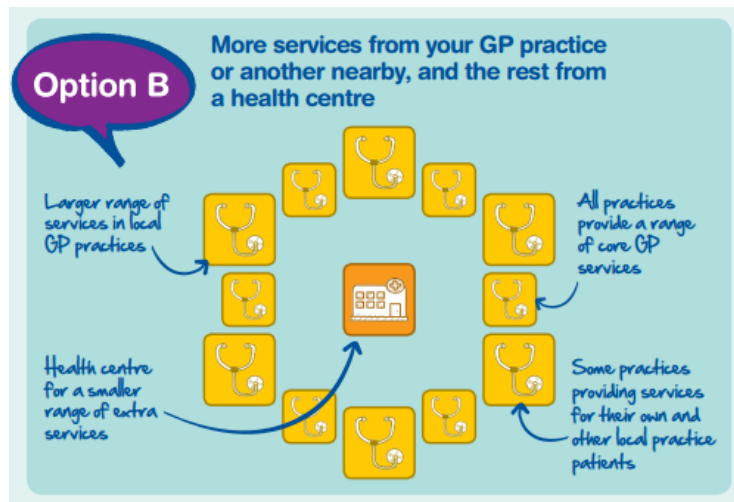 Option B
More services from your GP practice
or another nearby, and the rest from
a health centre
Larger range of
services in local
GP practices
All practices
provide a range
of core GP
services
Health centre
for a smaller
range of extra
services
Some practices
providing services
for their own and
other local practice
patients